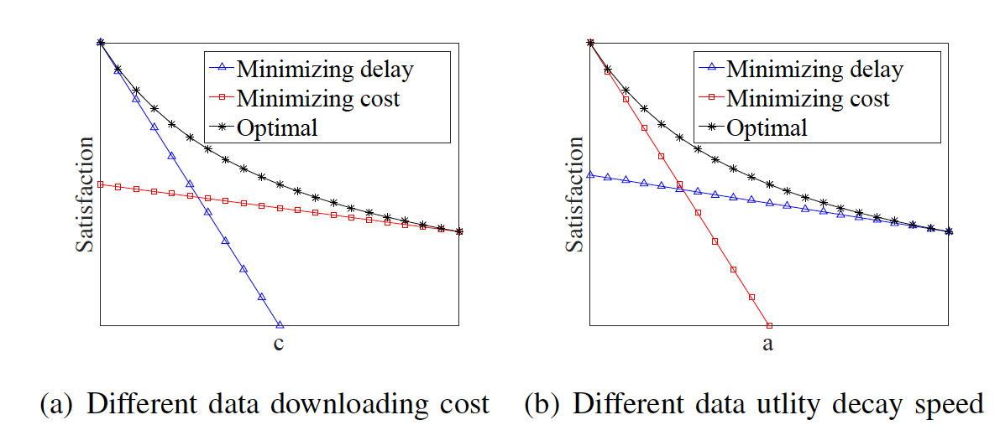 Satisfaction
Minimizing delay
Minimizing cost
Optimal
c
(a) Different data downloading cost
Satisfaction
Minimizing delay
Minimizing cost
Optimal
a
(b) Different data utlity decay speed